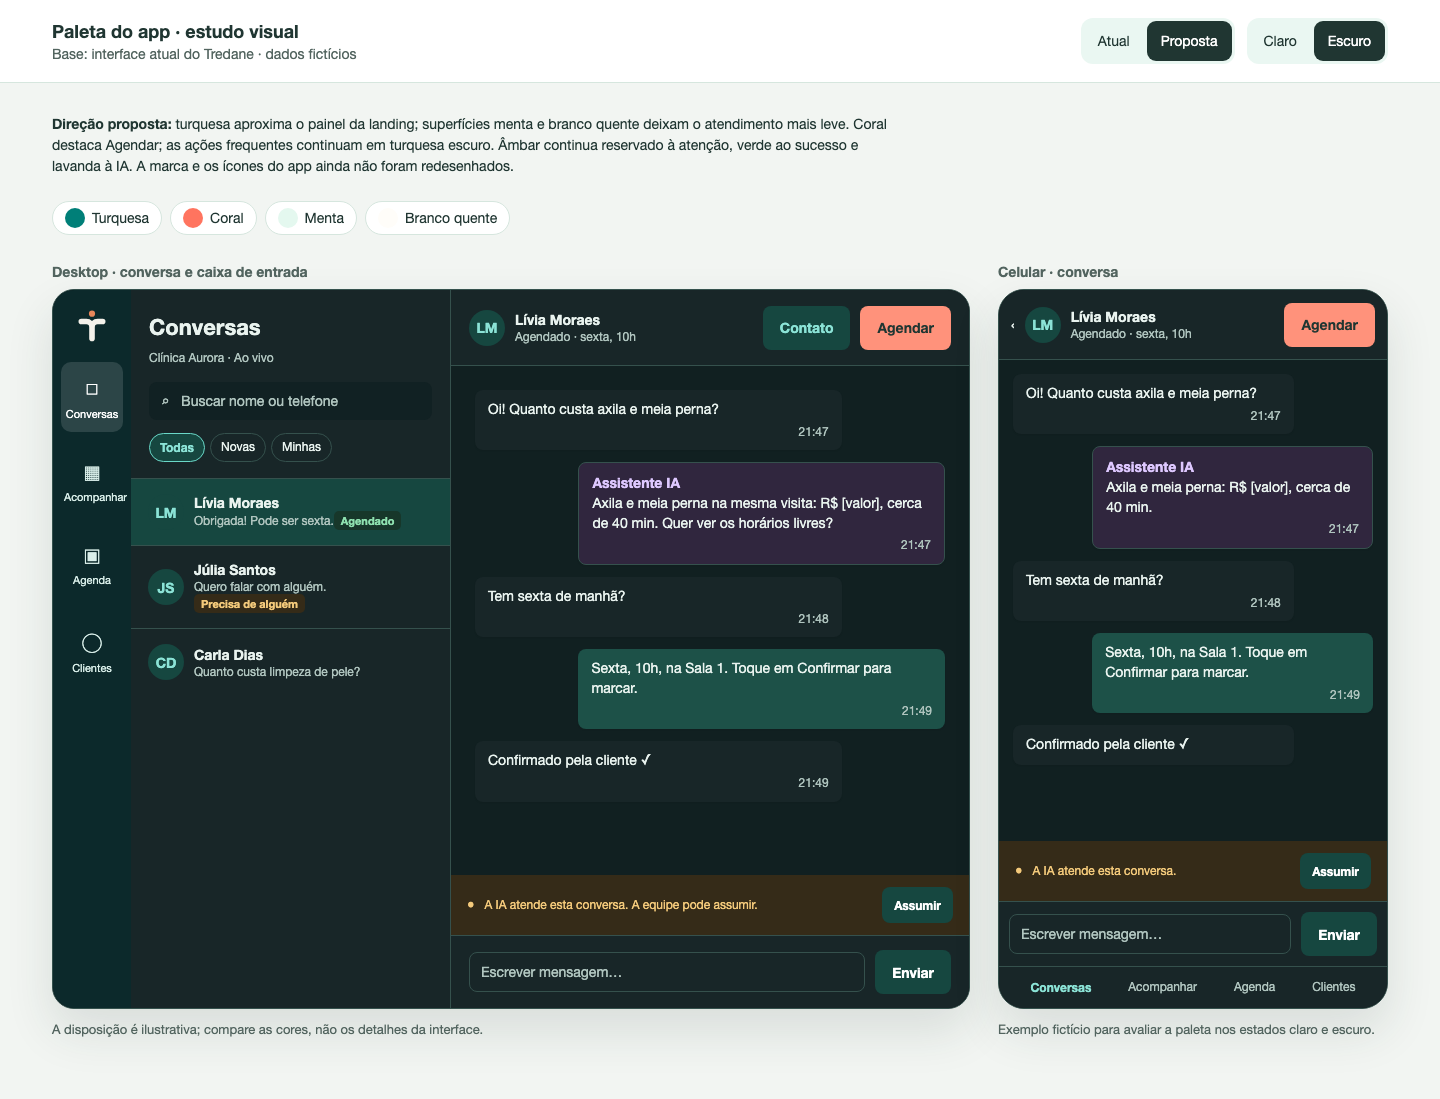 Paleta do app · estudo visual
Base: interface atual do Tredane · dados fictícios
Atual
Proposta
Claro
Escuro
Direção proposta: turquesa aproxima o painel da landing; superfícies menta e branco quente deixam o atendimento mais leve. Coral
destaca Agendar; as ações frequentes continuam em turquesa escuro. Âmbar continua reservado à atenção, verde ao sucesso e
lavanda à IA. A marca e os ícones do app ainda não foram redesenhados.
Turquesa
Coral
Menta
Branco quente
Desktop · conversa e caixa de entrada
Conversas
Acompanhar
Agenda
Clientes
Conversas
Clínica Aurora · Ao vivo
Buscar nome ou telefone
Todas
Novas
Minhas
LM
Lívia Moraes
Obrigada! Pode ser sexta.
Agendado
JS
Júlia Santos
Quero falar com alguém.
Precisa de alguém
CD
Carla Dias
Quanto custa limpeza de pele?
LM
Lívia Moraes
Agendado · sexta, 10h
Contato
Agendar
Oi! Quanto custa axila e meia perna?
21:47
Assistente IA
Axila e meia perna na mesma visita: R$ [valor], cerca
de 40 min. Quer ver os horários livres?
21:47
Tem sexta de manhã?
21:48
Sexta, 10h, na Sala 1. Toque em Confirmar para
marcar.
21:49
Confirmado pela cliente ✓
21:49
A IA atende esta conversa. A equipe pode assumir.
Assumir
Escrever mensagem…
Enviar
A disposição é ilustrativa; compare as cores, não os detalhes da interface.
Celular · conversa
‹
LM
Lívia Moraes
Agendado · sexta, 10h
Agendar
Oi! Quanto custa axila e meia perna?
21:47
Assistente IA
Axila e meia perna: R$ [valor], cerca de
40 min.
21:47
Tem sexta de manhã?
21:48
Sexta, 10h, na Sala 1. Toque em
Confirmar para marcar.
21:49
Confirmado pela cliente ✓
A IA atende esta conversa.
Assumir
Escrever mensagem…
Enviar
Conversas
Acompanhar
Agenda
Clientes
Exemplo fictício para avaliar a paleta nos estados claro e escuro.